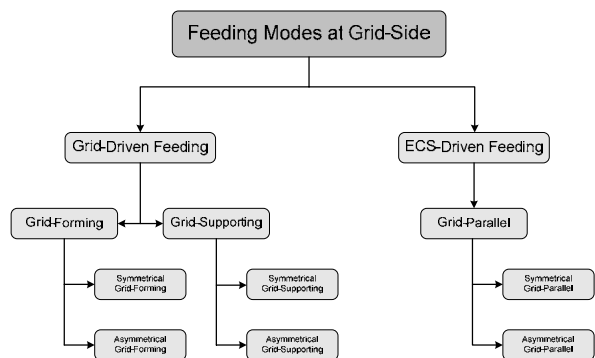 Feeding Modes at Grid-Side
Grid-Driven Feeding
ECS-Driven Feeding
Grid-Forming
Grid-Supporting
Grid-Parallel
Symmetrical
Grid-Forming
Symmetrical
Grid-Supporting
Symmetrical
Grid-Parallel
Asymmetrical
Grid-Forming
Asymmetrical
Grid-Supporting
Asymmetrical
Grid-Parallel